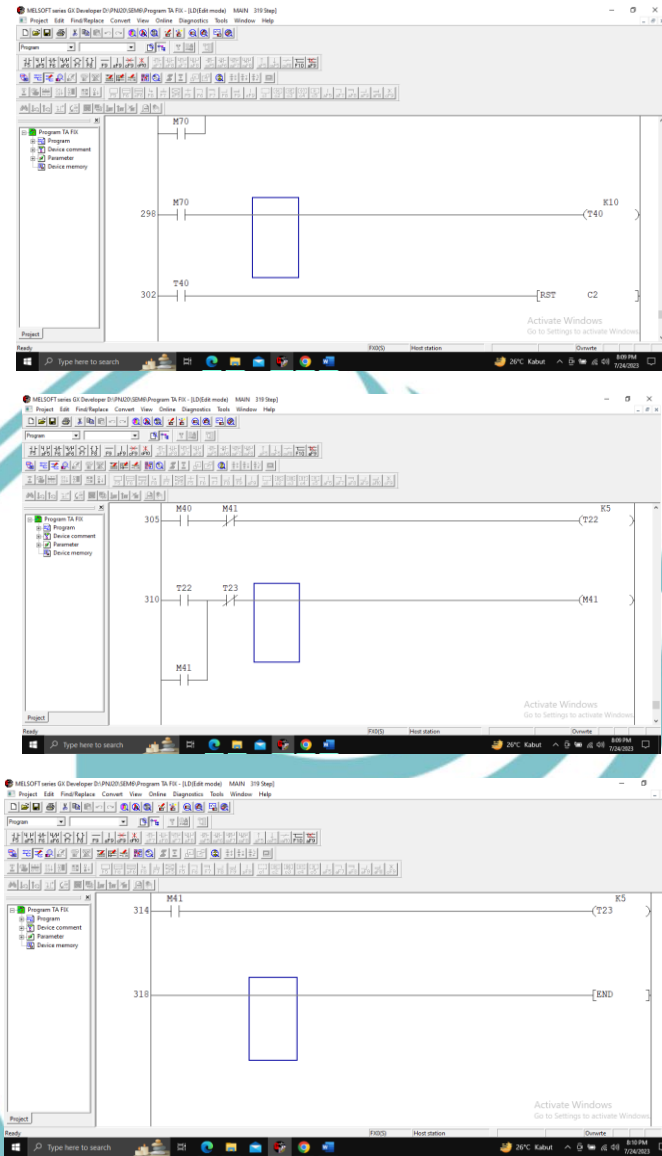 MELSOFT series GX Developer D:\PNJ20\SEM6\Program TA FIX - [LD(Edit mode) MAIN 319 Step]
Project Edit Find/Replace Convert View Online Diagnostics Tools Window Help
Program
Program TA FIX
Program
Device comment
Parameter
Device memory
M70
298 M70 K10
(T40 )
302 T40 [RST C2 ]
Activate Windows
Go to Settings to activate Windows.
Project
Ready FX0(S) Host station Ovrwrte
Type here to search 26°C Kabut 8:09 PM
7/24/2023
MELSOFT series GX Developer D:\PNJ20\SEM6\Program TA FIX - [LD(Edit mode) MAIN 319 Step]
Project Edit Find/Replace Convert View Online Diagnostics Tools Window Help
Program
Program TA FIX
Program
Device comment
Parameter
Device memory
305 M40 M41 K5
(T22 )
310 T22 T23 (M41 )
M41
Activate Windows
Go to Settings to activate Windows.
Project
Ready FX0(S) Host station Ovrwrte
Type here to search 26°C Kabut 8:09 PM
7/24/2023
MELSOFT series GX Developer D:\PNJ20\SEM6\Program TA FIX - [LD(Edit mode) MAIN 319 Step]
Project Edit Find/Replace Convert View Online Diagnostics Tools Window Help
Program
Program TA FIX
Program
Device comment
Parameter
Device memory
314 M41 K5
(T23 )
318 [END ]
Activate Windows
Go to Settings to activate Windows.
Project
Ready FX0(S) Host station Ovrwrte
Type here to search 26°C Kabut 8:10 PM
7/24/2023